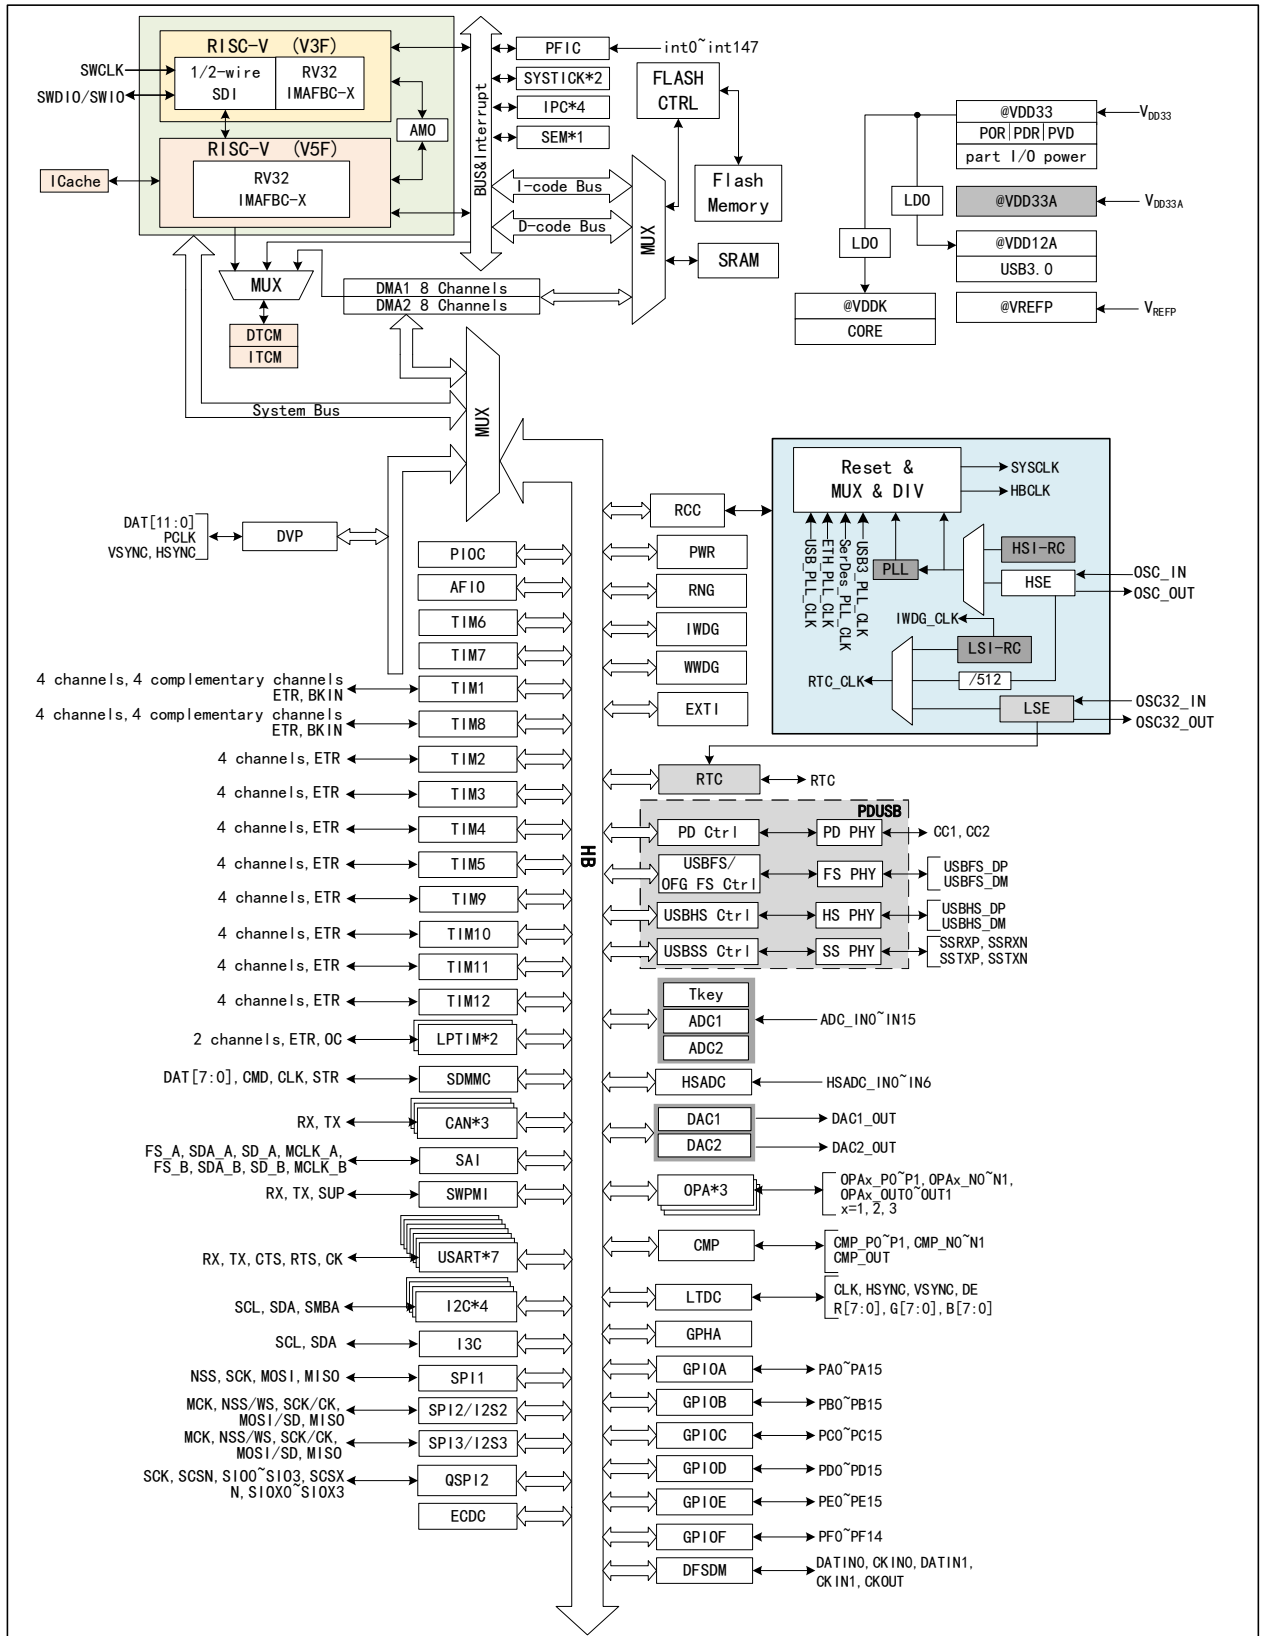 RISC-V (V3F)
1/2-wire
SDI
RV32
IMAFBC-X
SWCLK
SWDIO/SWIO
AMO
RISC-V (V5F)
RV32
IMAFBC-X
ICache
BUS&Interrupt
PFIC
int0~int147
SYSTICK*2
IPC*4
SEM*1
I-code Bus
D-code Bus
MUX
FLASH
CTRL
Flash
Memory
SRAM
MUX
DTCM
ITCM
DMA1 8 Channels
DMA2 8 Channels
System Bus
MUX
@VDD33
POR PDR PVD
part I/O power
VDD33
LDO
@VDD33A
VDD33A
LDO
@VDD12A
USB3.0
@VDDK
CORE
@VREFP
VREFP
Reset &
MUX & DIV
SYSCLK
HBCLK
USB_PLL_CLK
ETH_PLL_CLK
SerDes_PLL_CLK
USB3_PLL_CLK
PLL
HSI-RC
HSE
OSC_IN
OSC_OUT
IWDG_CLK
LSI-RC
RTC_CLK
/512
LSE
OSC32_IN
OSC32_OUT
DAT[11:0]
PCLK
VSYNC, HSYNC
DVP
HB
PIOC
AFIO
TIM6
TIM7
4 channels, 4 complementary channels
ETR, BKIN
TIM1
4 channels, 4 complementary channels
ETR, BKIN
TIM8
4 channels, ETR
TIM2
4 channels, ETR
TIM3
4 channels, ETR
TIM4
4 channels, ETR
TIM5
4 channels, ETR
TIM9
4 channels, ETR
TIM10
4 channels, ETR
TIM11
4 channels, ETR
TIM12
2 channels, ETR, OC
LPTIM*2
DAT[7:0], CMD, CLK, STR
SDMMC
RX, TX
CAN*3
FS_A, SDA_A, SD_A, MCLK_A,
FS_B, SDA_B, SD_B, MCLK_B
SAI
RX, TX, SUP
SWPMI
RX, TX, CTS, RTS, CK
USART*7
SCL, SDA, SMBA
I2C*4
SCL, SDA
I3C
NSS, SCK, MOSI, MISO
SPI1
MCK, NSS/WS, SCK/CK,
MOSI/SD, MISO
SPI2/I2S2
MCK, NSS/WS, SCK/CK,
MOSI/SD, MISO
SPI3/I2S3
SCK, SCSN, SIO0~SIO3, SCSX
N, SIOX0~SIOX3
QSPI2
ECDC
RCC
PWR
RNG
IWDG
WWDG
EXTI
RTC
RTC
PDUSB
PD Ctrl
PD PHY
CC1, CC2
USBFS/
OFG FS Ctrl
FS PHY
USBFS_DP
USBFS_DM
USBHS Ctrl
HS PHY
USBHS_DP
USBHS_DM
USBSS Ctrl
SS PHY
SSRXP, SSRXN
SSTXP, SSTXN
Tkey
ADC1
ADC2
ADC_IN0~IN15
HSADC
HSADC_IN0~IN6
DAC1
DAC1_OUT
DAC2
DAC2_OUT
OPA*3
OPAx_P0~P1, OPAx_N0~N1,
OPAx_OUT0~OUT1
x=1, 2, 3
CMP
CMP_P0~P1, CMP_N0~N1
CMP_OUT
LTDC
CLK, HSYNC, VSYNC, DE
R[7:0], G[7:0], B[7:0]
GPHA
GPIOA
PA0~PA15
GPIOB
PB0~PB15
GPIOC
PC0~PC15
GPIOD
PD0~PD15
GPIOE
PE0~PE15
GPIOF
PF0~PF14
DFSDM
DATIN0, CKIN0, DATIN1,
CKIN1, CKOUT